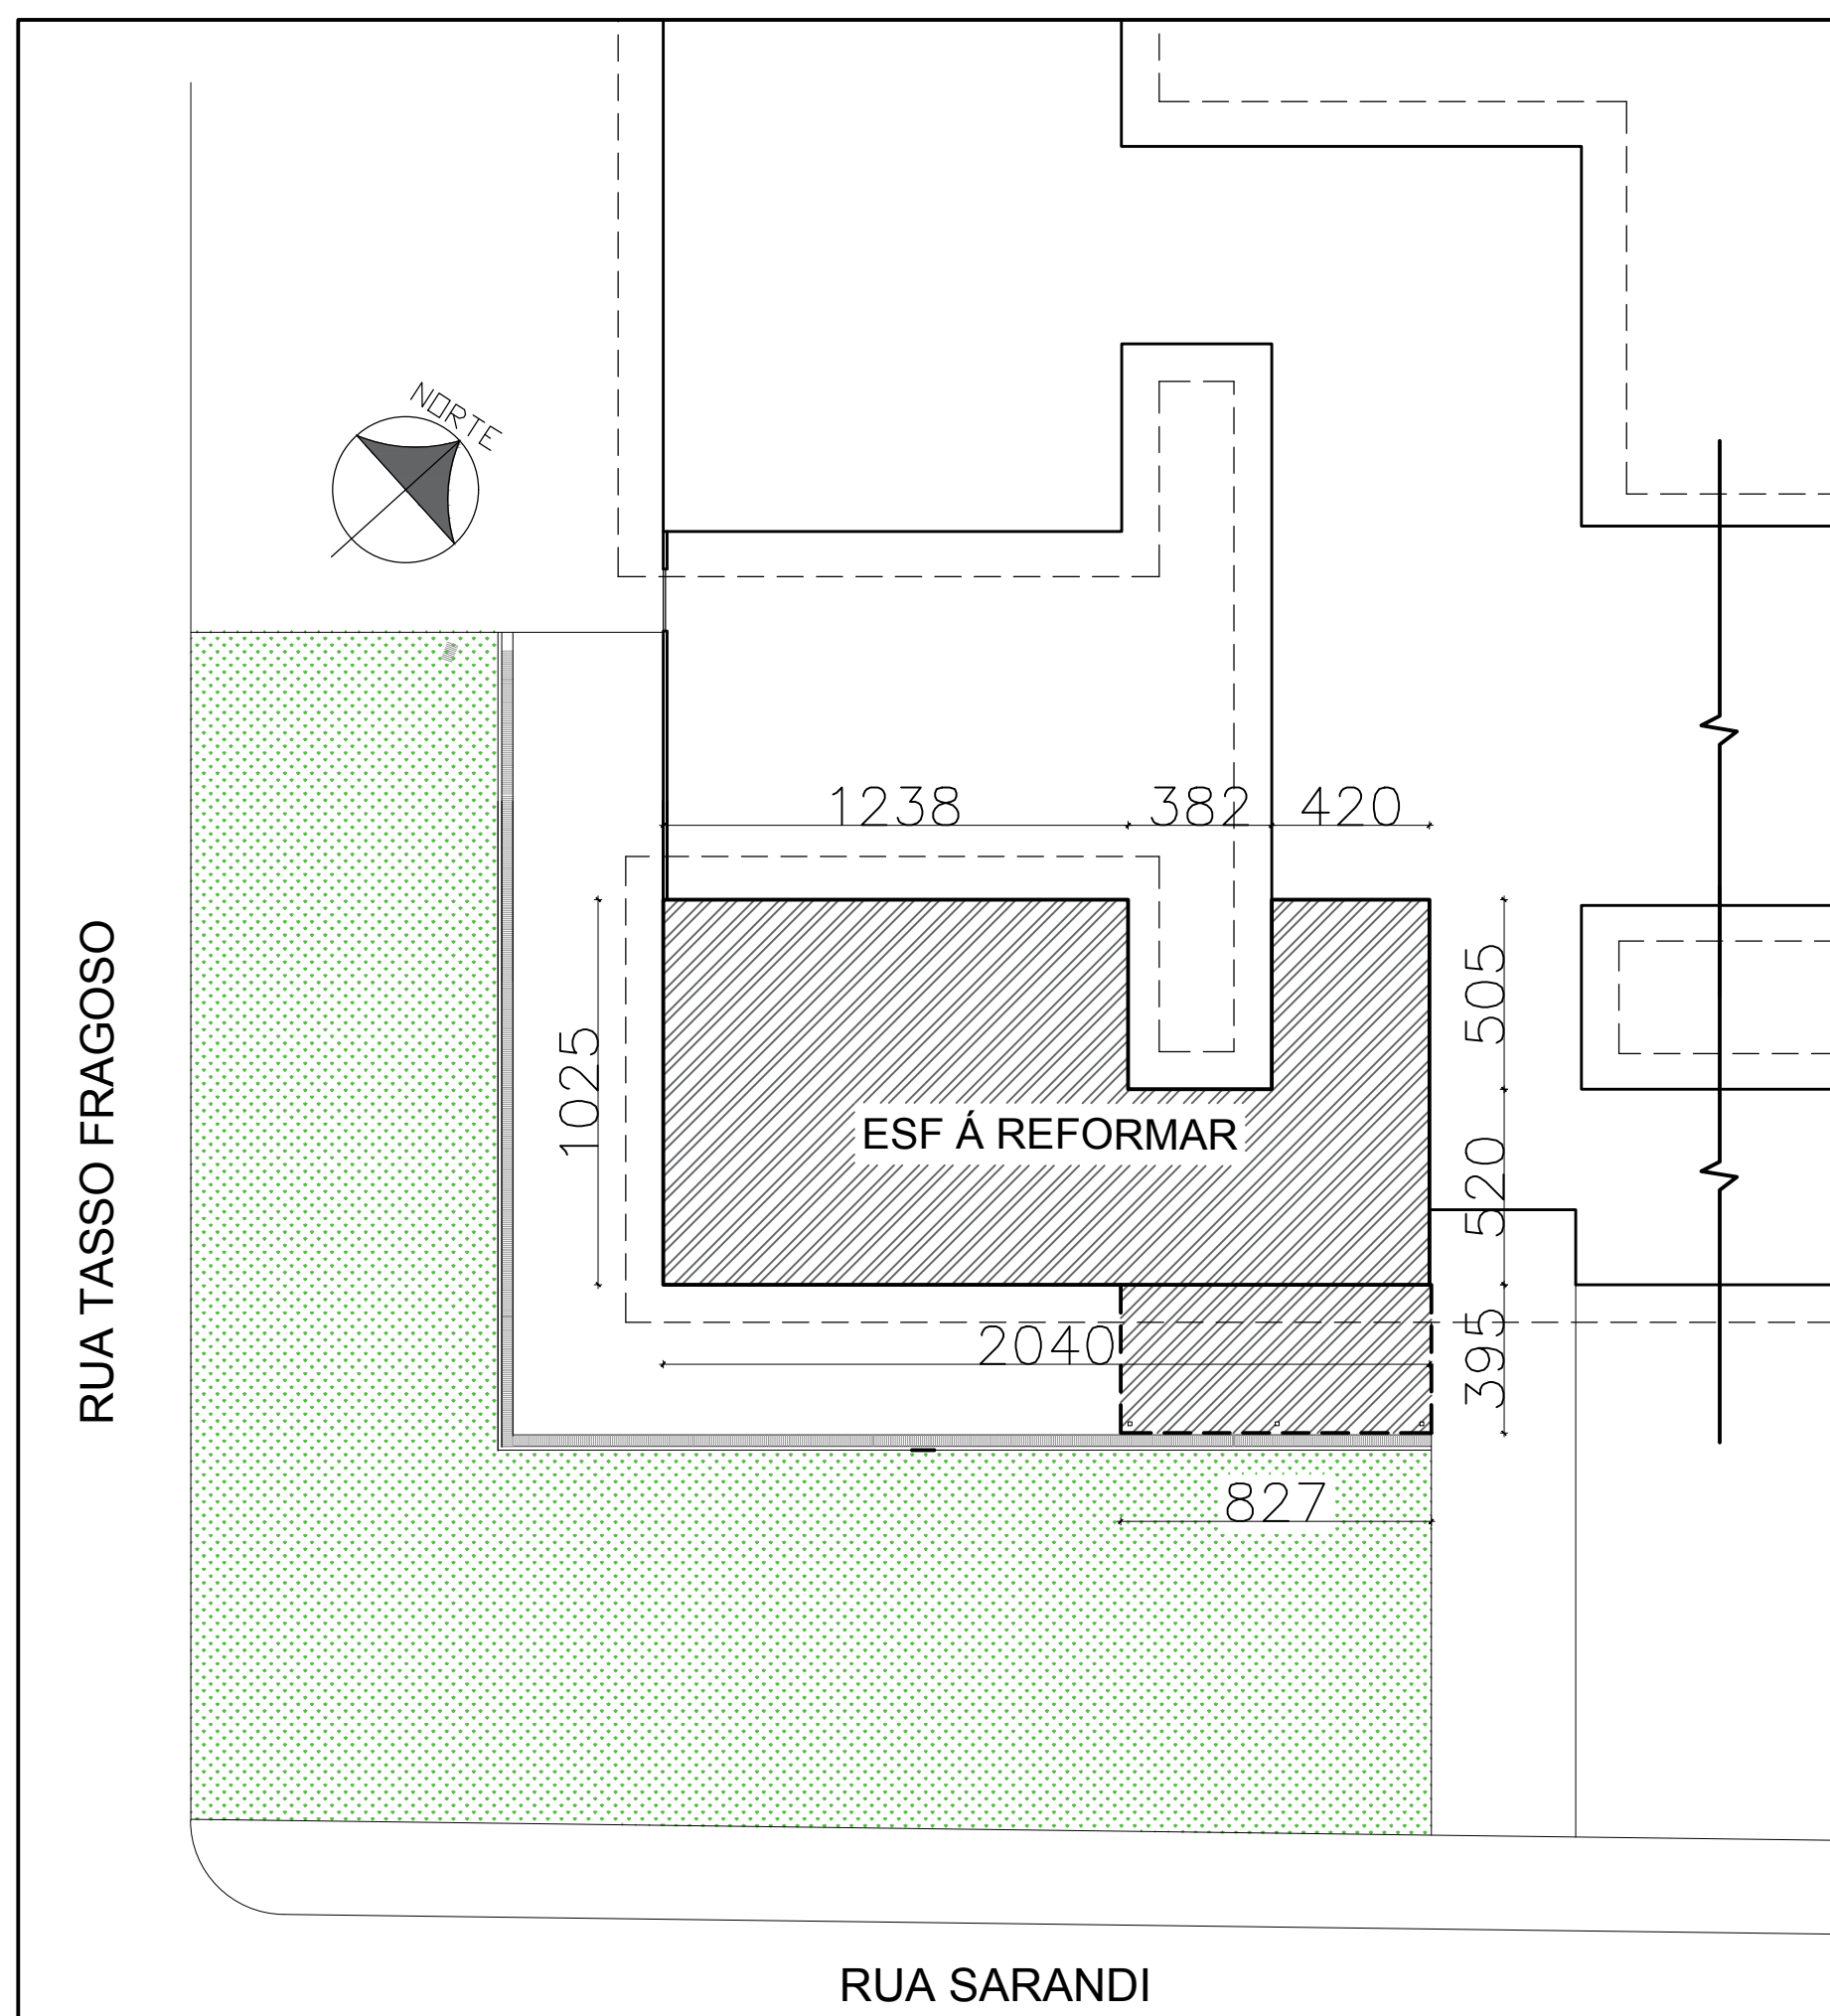 NORTE
1238
382
420
1025
505
ESF Á REFORMAR
520
2040
395
827
RUA TASSO FRAGOSO
RUA SARANDI